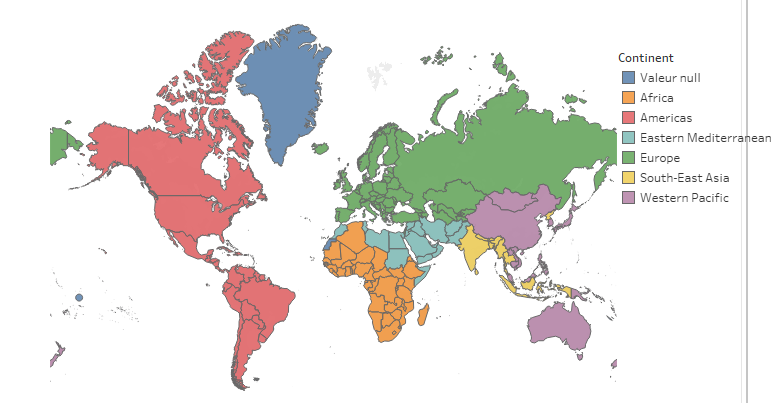 Continent
Valeur null
Africa
Americas
Eastern Mediterranean
Europe
South-East Asia
Western Pacific